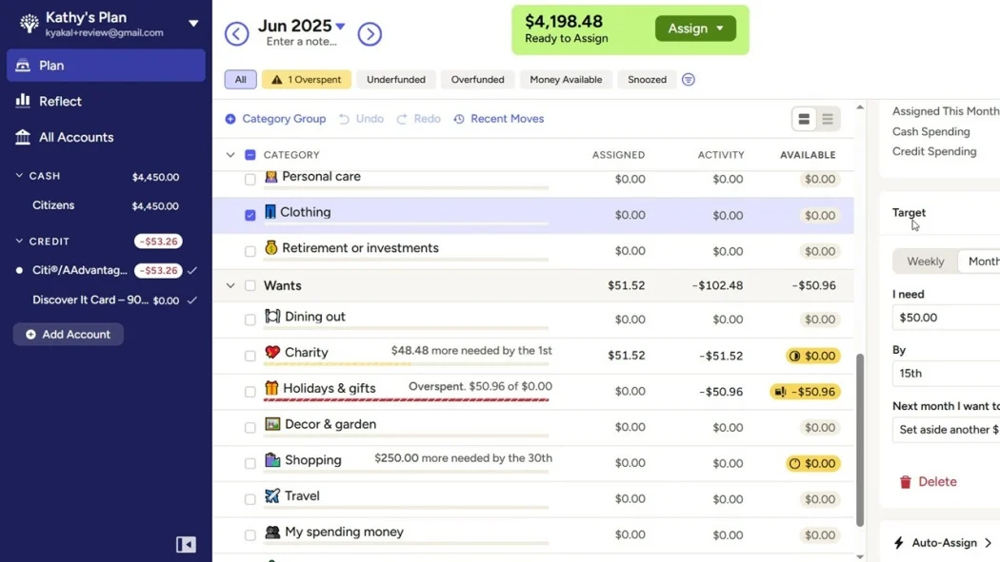 Kathy's Plan
kyakal+review@gmail.com
Plan
Reflect
All Accounts
CASH $4,450.00
Citizens $4,450.00
CREDIT -$53.26
Citi®/AAdvantag... -$53.26
Discover It Card – 90... $0.00
Add Account
Jun 2025
Enter a note...
$4,198.48
Ready to Assign
Assign
All
1 Overspent
Underfunded
Overfunded
Money Available
Snoozed
Category Group
Undo
Redo
Recent Moves
CATEGORY ASSIGNED ACTIVITY AVAILABLE
Personal care $0.00 $0.00 $0.00
Clothing $0.00 $0.00 $0.00
Retirement or investments $0.00 $0.00 $0.00
Wants $51.52 -$102.48 -$50.96
Dining out $0.00 $0.00 $0.00
Charity $48.48 more needed by the 1st $51.52 -$51.52 $0.00
Holidays & gifts Overspent. $50.96 of $0.00 $0.00 -$50.96 -$50.96
Decor & garden $0.00 $0.00 $0.00
Shopping $250.00 more needed by the 30th $0.00 $0.00 $0.00
Travel $0.00 $0.00 $0.00
My spending money $0.00 $0.00 $0.00
Assigned This Month
Cash Spending
Credit Spending
Target
Weekly Month
I need
$50.00
By
15th
Next month I want to
Set aside another $
Delete
Auto-Assign